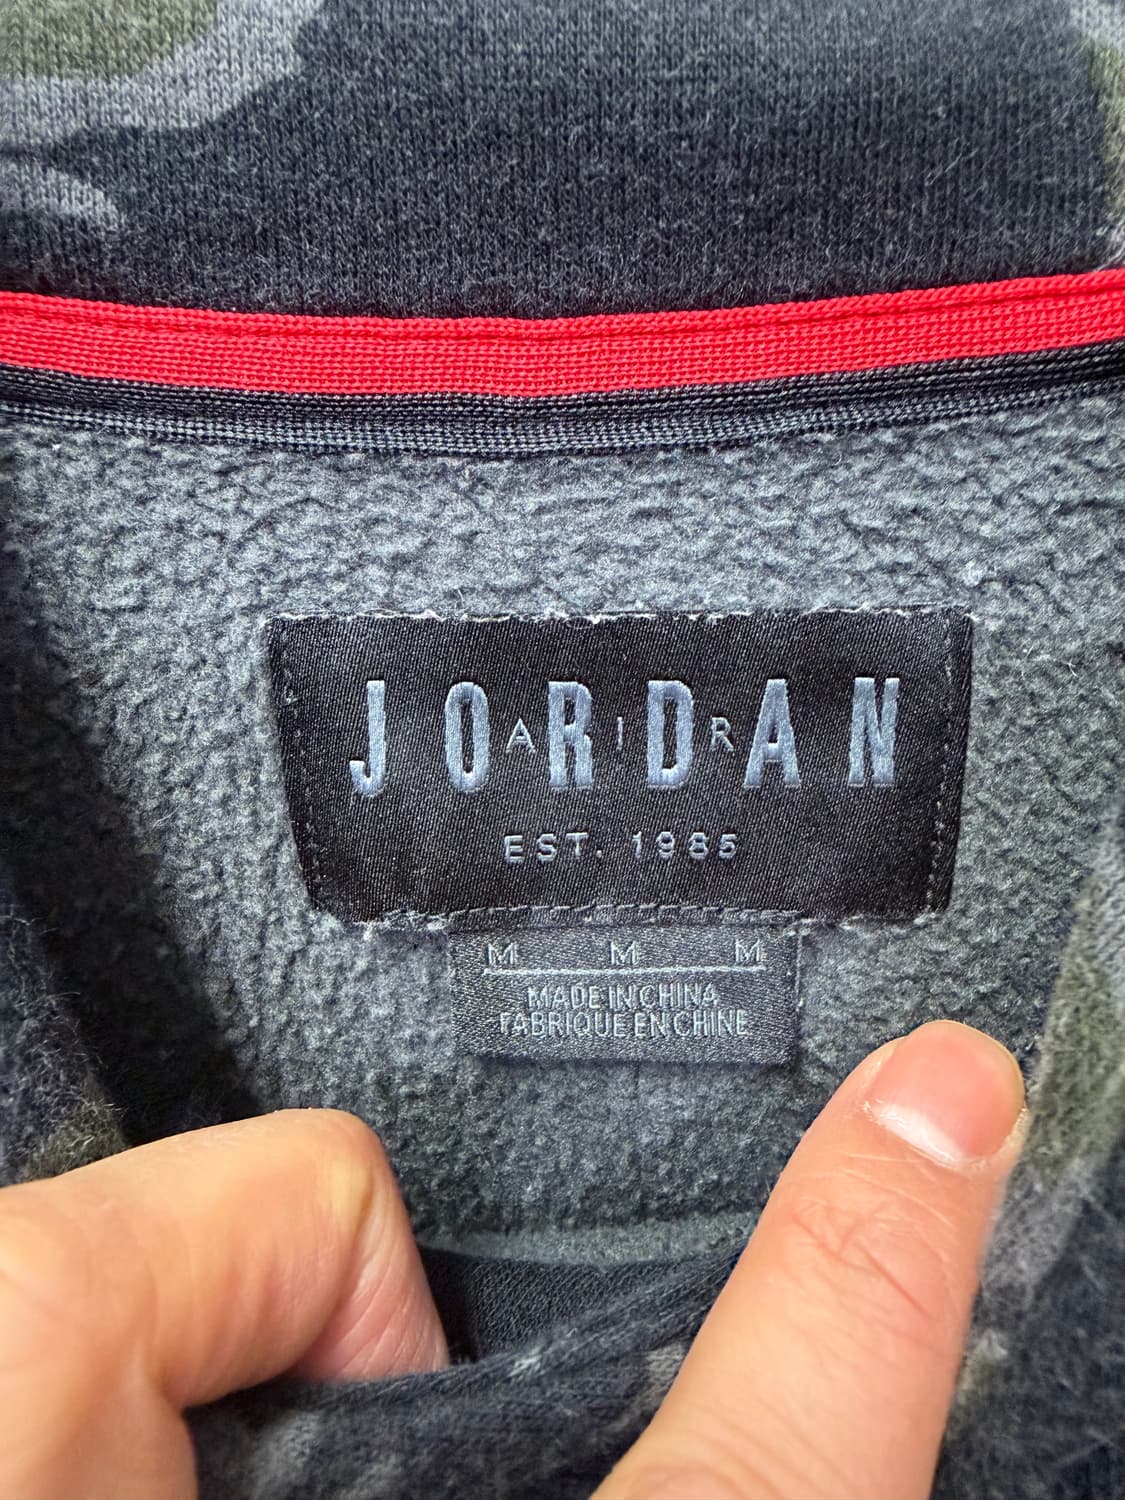 JORDAN
AIR
EST. 1985
M M M
MADE IN CHINA
FABRIQUE EN CHINE